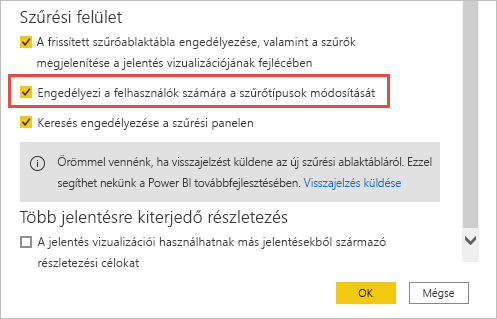 Szűrési felület
A frissített szűrőablaktábla engedélyezése, valamint a szűrők
megjelenítése a jelentés vizualizációjának fejlécében
Engedélyezi a felhasználók számára a szűrőtípusok módosítását
Keresés engedélyezése a szűrési panelen
Örömmel vennénk, ha visszajelzést küldene az új szűrési ablaktábláról. Ezzel
segíthet nekünk a Power BI továbbfejlesztésében. Visszajelzés küldése
Több jelentésre kiterjedő részletezés
A jelentés vizualizációi használhatnak más jelentésekből származó
részletezési célokat
OK Mégse